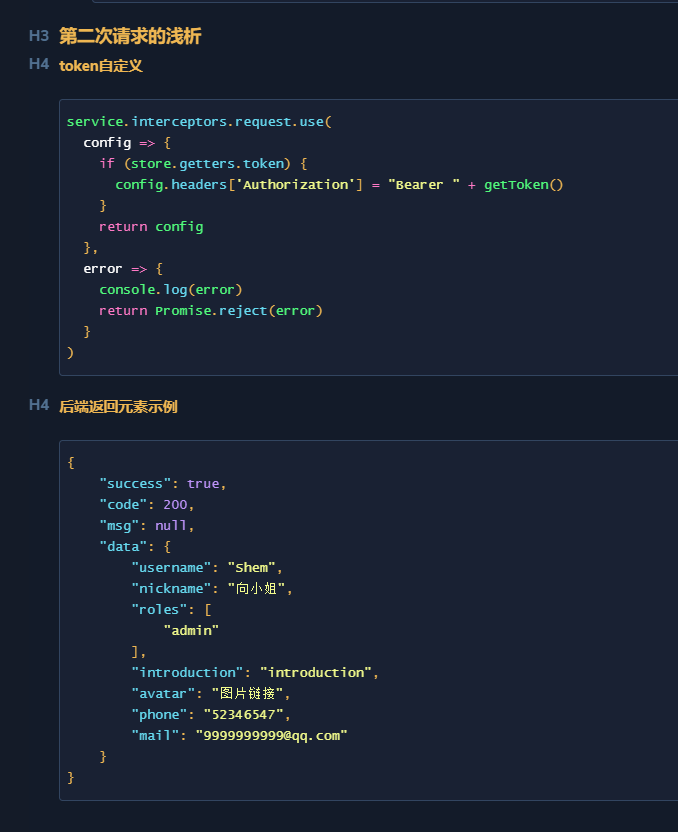 H3 第二次请求的浅析
H4 token自定义
service.interceptors.request.use(
  config => {
    if (store.getters.token) {
      config.headers['Authorization'] = "Bearer " + getToken()
    }
    return config
  },
  error => {
    console.log(error)
    return Promise.reject(error)
  }
)
H4 后端返回元素示例
{
    "success": true,
    "code": 200,
    "msg": null,
    "data": {
        "username": "Shem",
        "nickname": "向小姐",
        "roles": [
            "admin"
        ],
        "introduction": "introduction",
        "avatar": "图片链接",
        "phone": "52346547",
        "mail": "9999999999@qq.com"
    }
}